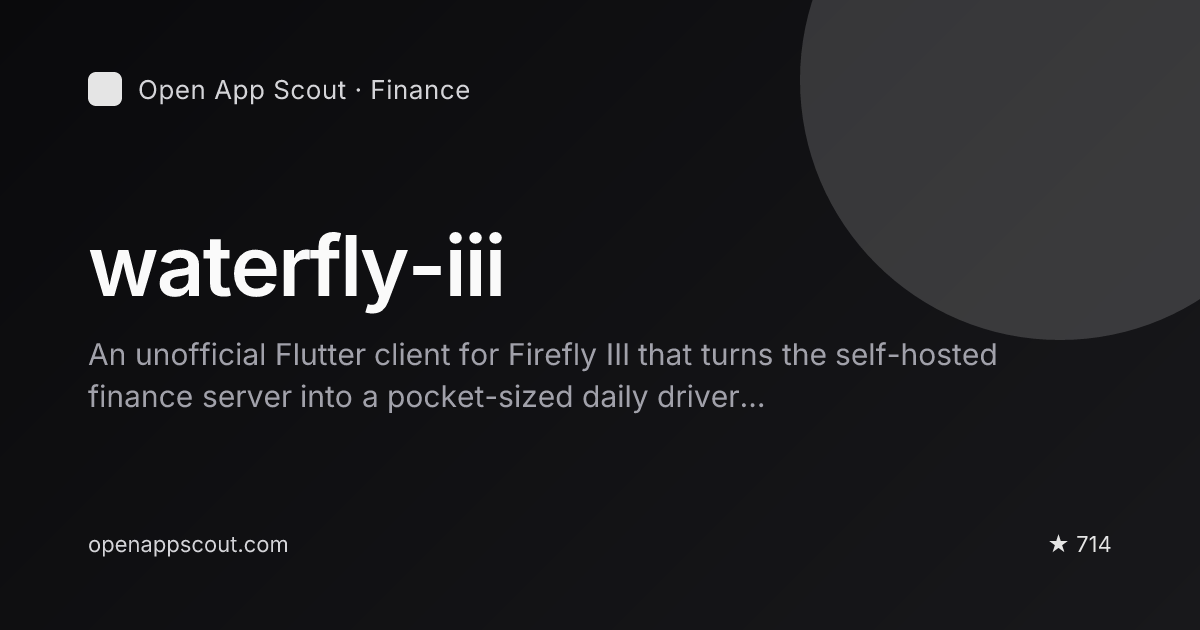 Open App Scout · Finance
waterfly-iii
An unofficial Flutter client for Firefly III that turns the self-hosted
finance server into a pocket-sized daily driver…
openappscout.com
★ 714